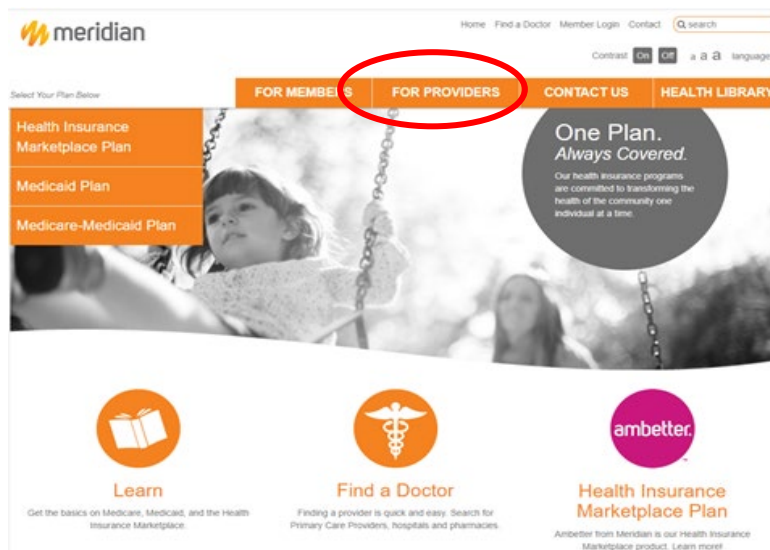 meridian
Home Find a Doctor Member Login Contact search
Contrast On Off a a a language
Select Your Plan Below
FOR MEMBERS FOR PROVIDERS CONTACT US HEALTH LIBRARY
Health Insurance
Marketplace Plan
Medicaid Plan
Medicare-Medicaid Plan
One Plan.
Always Covered.
Our health insurance programs
are committed to transforming the
health of the community one
individual at a time.
Learn
Get the basics on Medicare, Medicaid, and the Health
Insurance Marketplace.
Find a Doctor
Finding a provider is quick and easy. Search for
Primary Care Providers, hospitals and pharmacies.
ambetter.
Health Insurance
Marketplace Plan
Ambetter from Meridian is our Health Insurance
Marketplace product. Learn more!